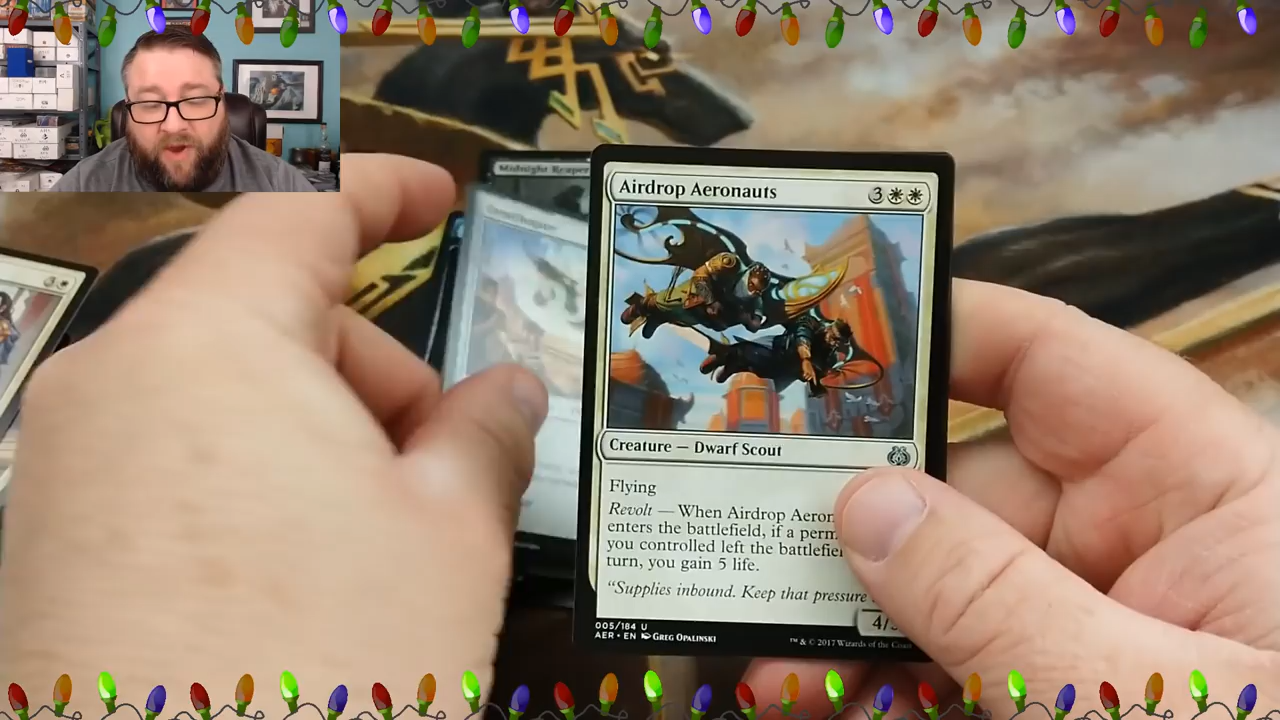 Midnight Reaper
3
Airdrop Aeronauts 3
Creature — Dwarf Scout
Flying
Revolt — When Airdrop Aeron
enters the battlefield, if a perm
you controlled left the battlefie
turn, you gain 5 life.
“Supplies inbound. Keep that pressure
4/
005/184 U
AER • EN Greg Opalinski
™ & © 2017 Wizards of the Coast